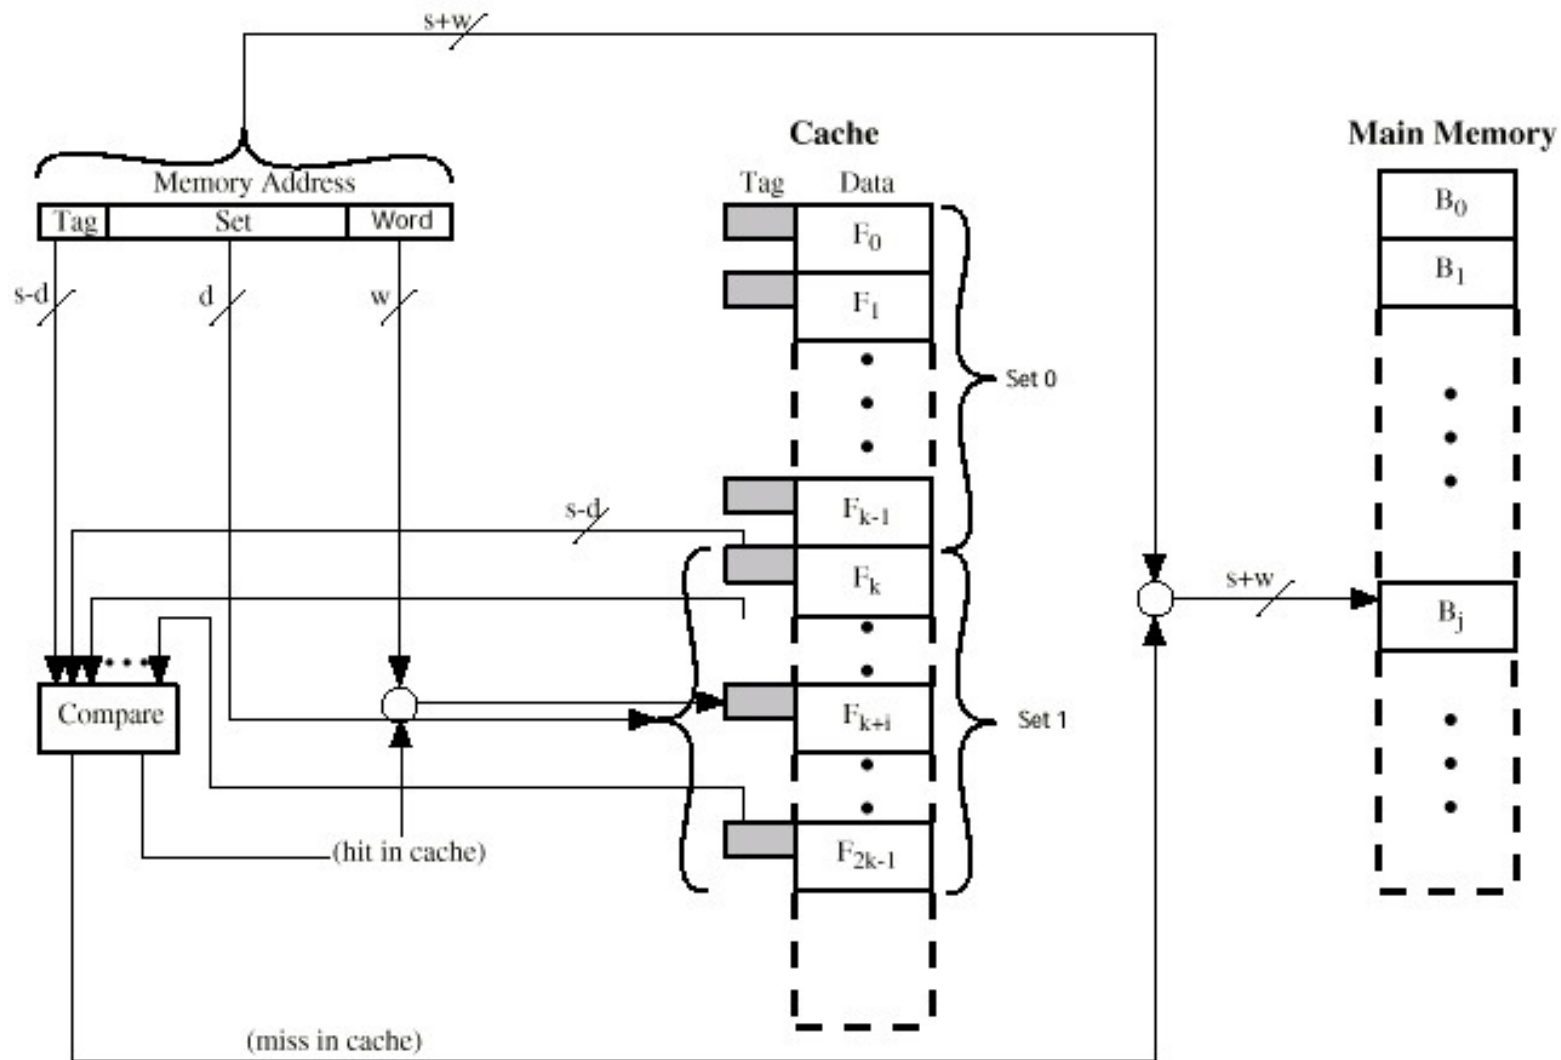 s+w
Cache
Main Memory
Memory Address
Tag Data
Tag Set Word
B0
F0
B1
s-d d w
F1
Set 0
Fk-1
s-d
Fk
s+w
Bj
Compare
Fk+i
Set 1
F2k-1
(hit in cache)
(miss in cache)